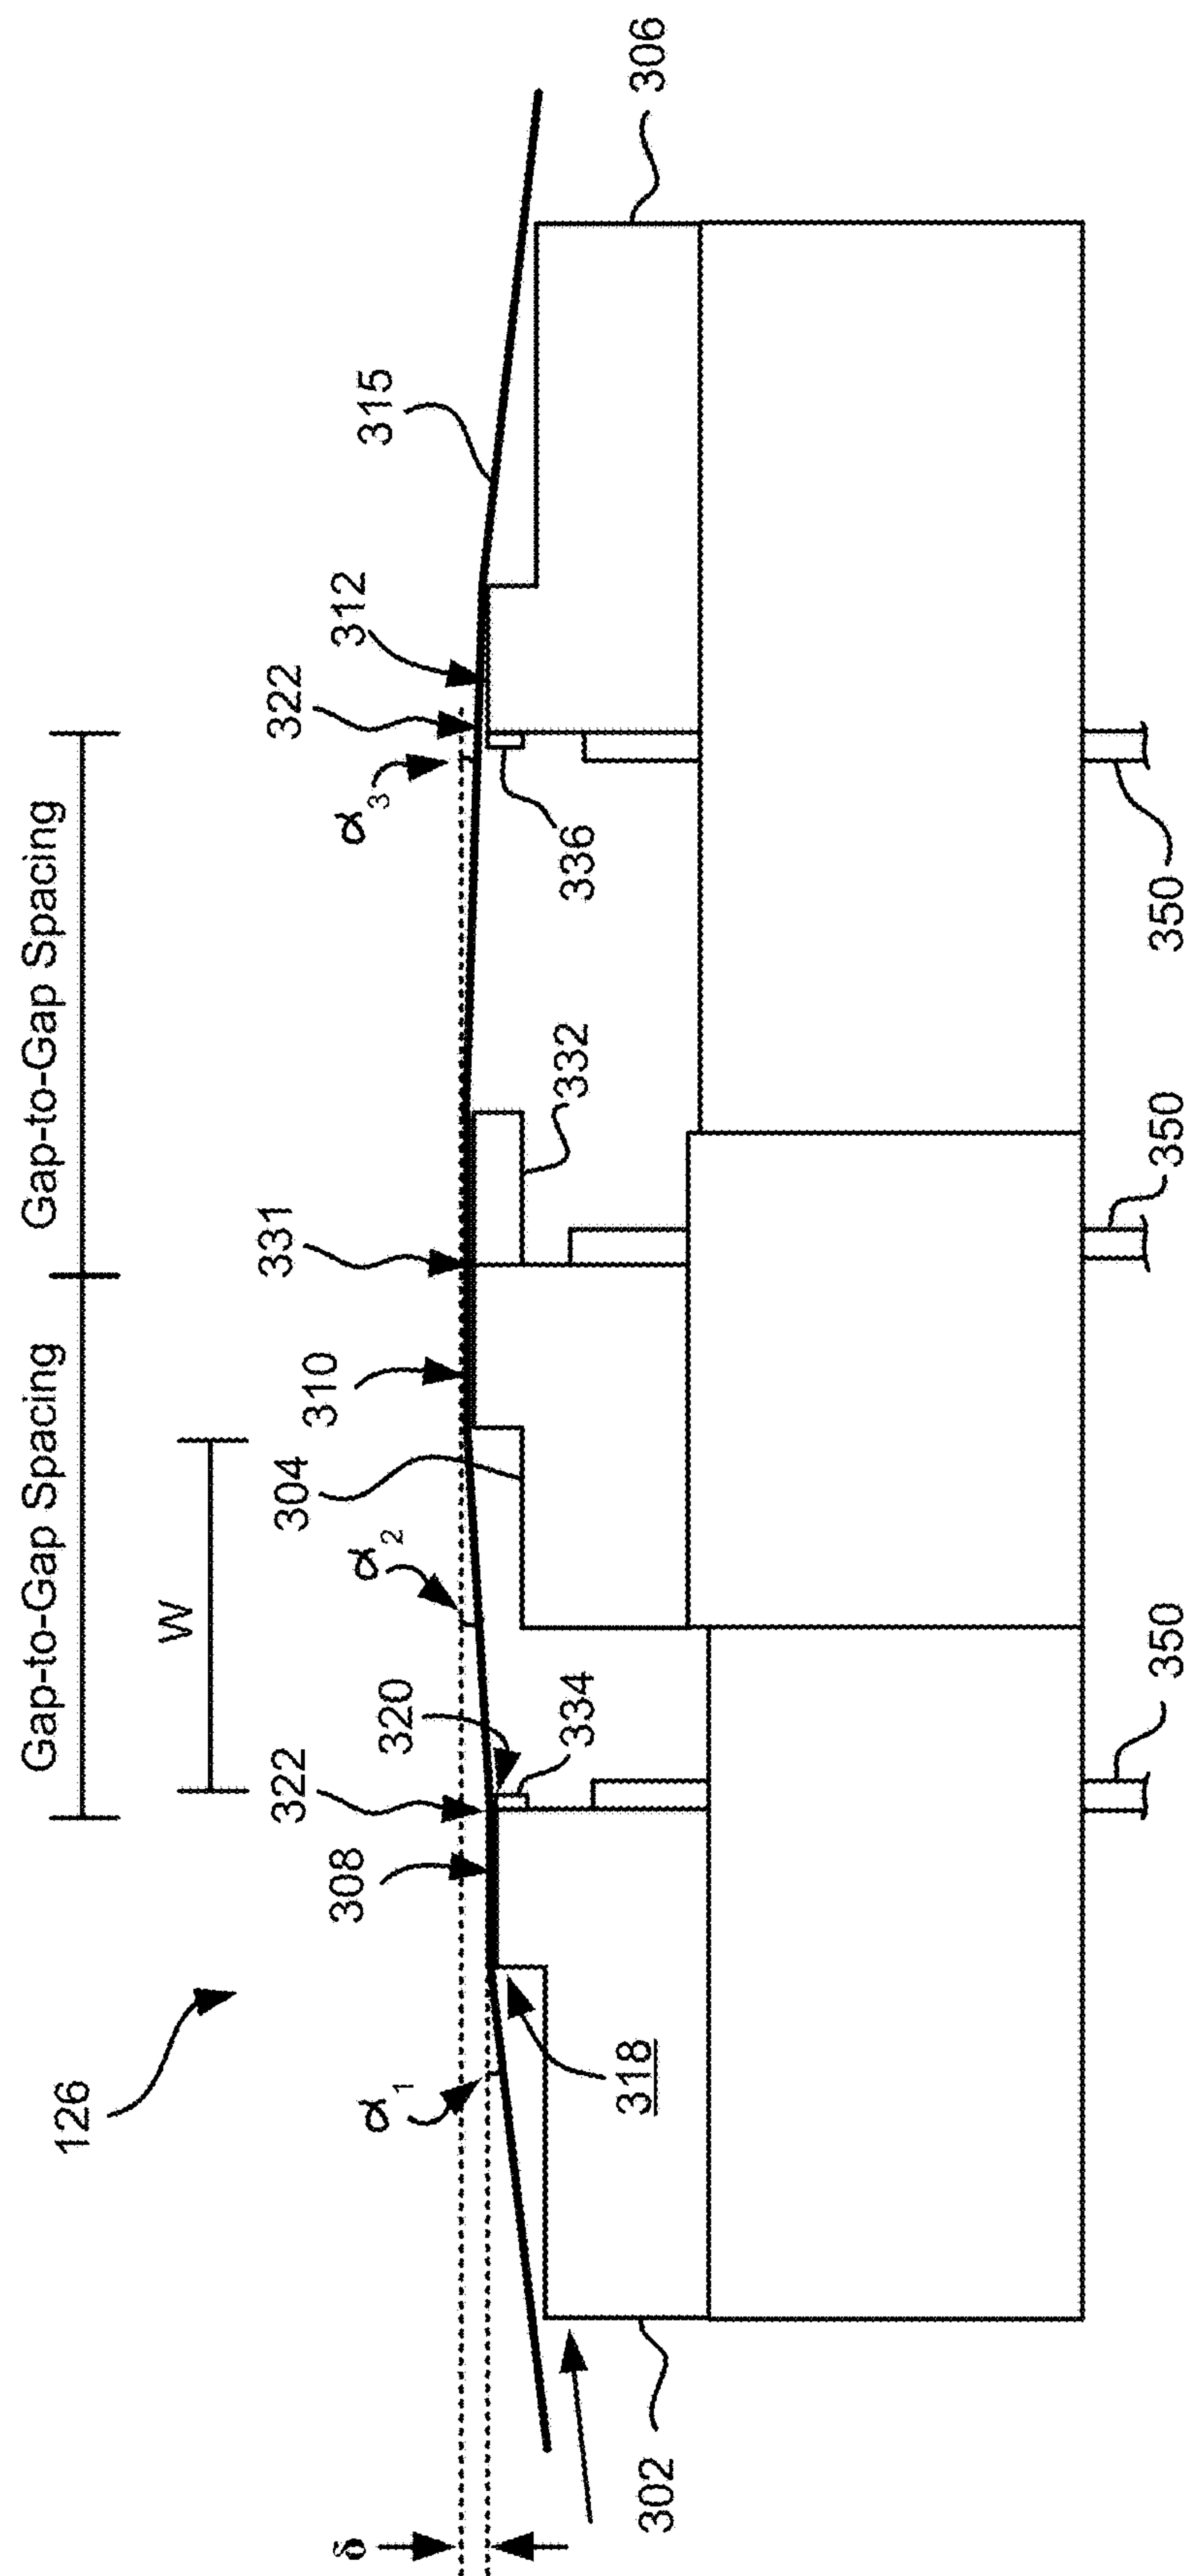 Gap-to-Gap Spacing
Gap-to-Gap Spacing
126
W
δ
α1
308
322
320
334
α2
304
310
331
332
α3
322
312
336
315
306
318
302
350
350
350